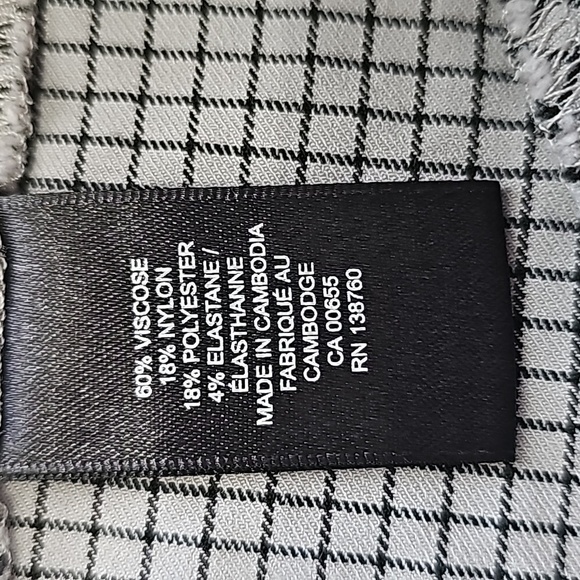 60% VISCOSE
18% NYLON
18% POLYESTER
4% ELASTANE /
ÉLASTHANNE
MADE IN CAMBODIA
FABRIQUÉ AU
CAMBODGE
CA 00655
RN 138760